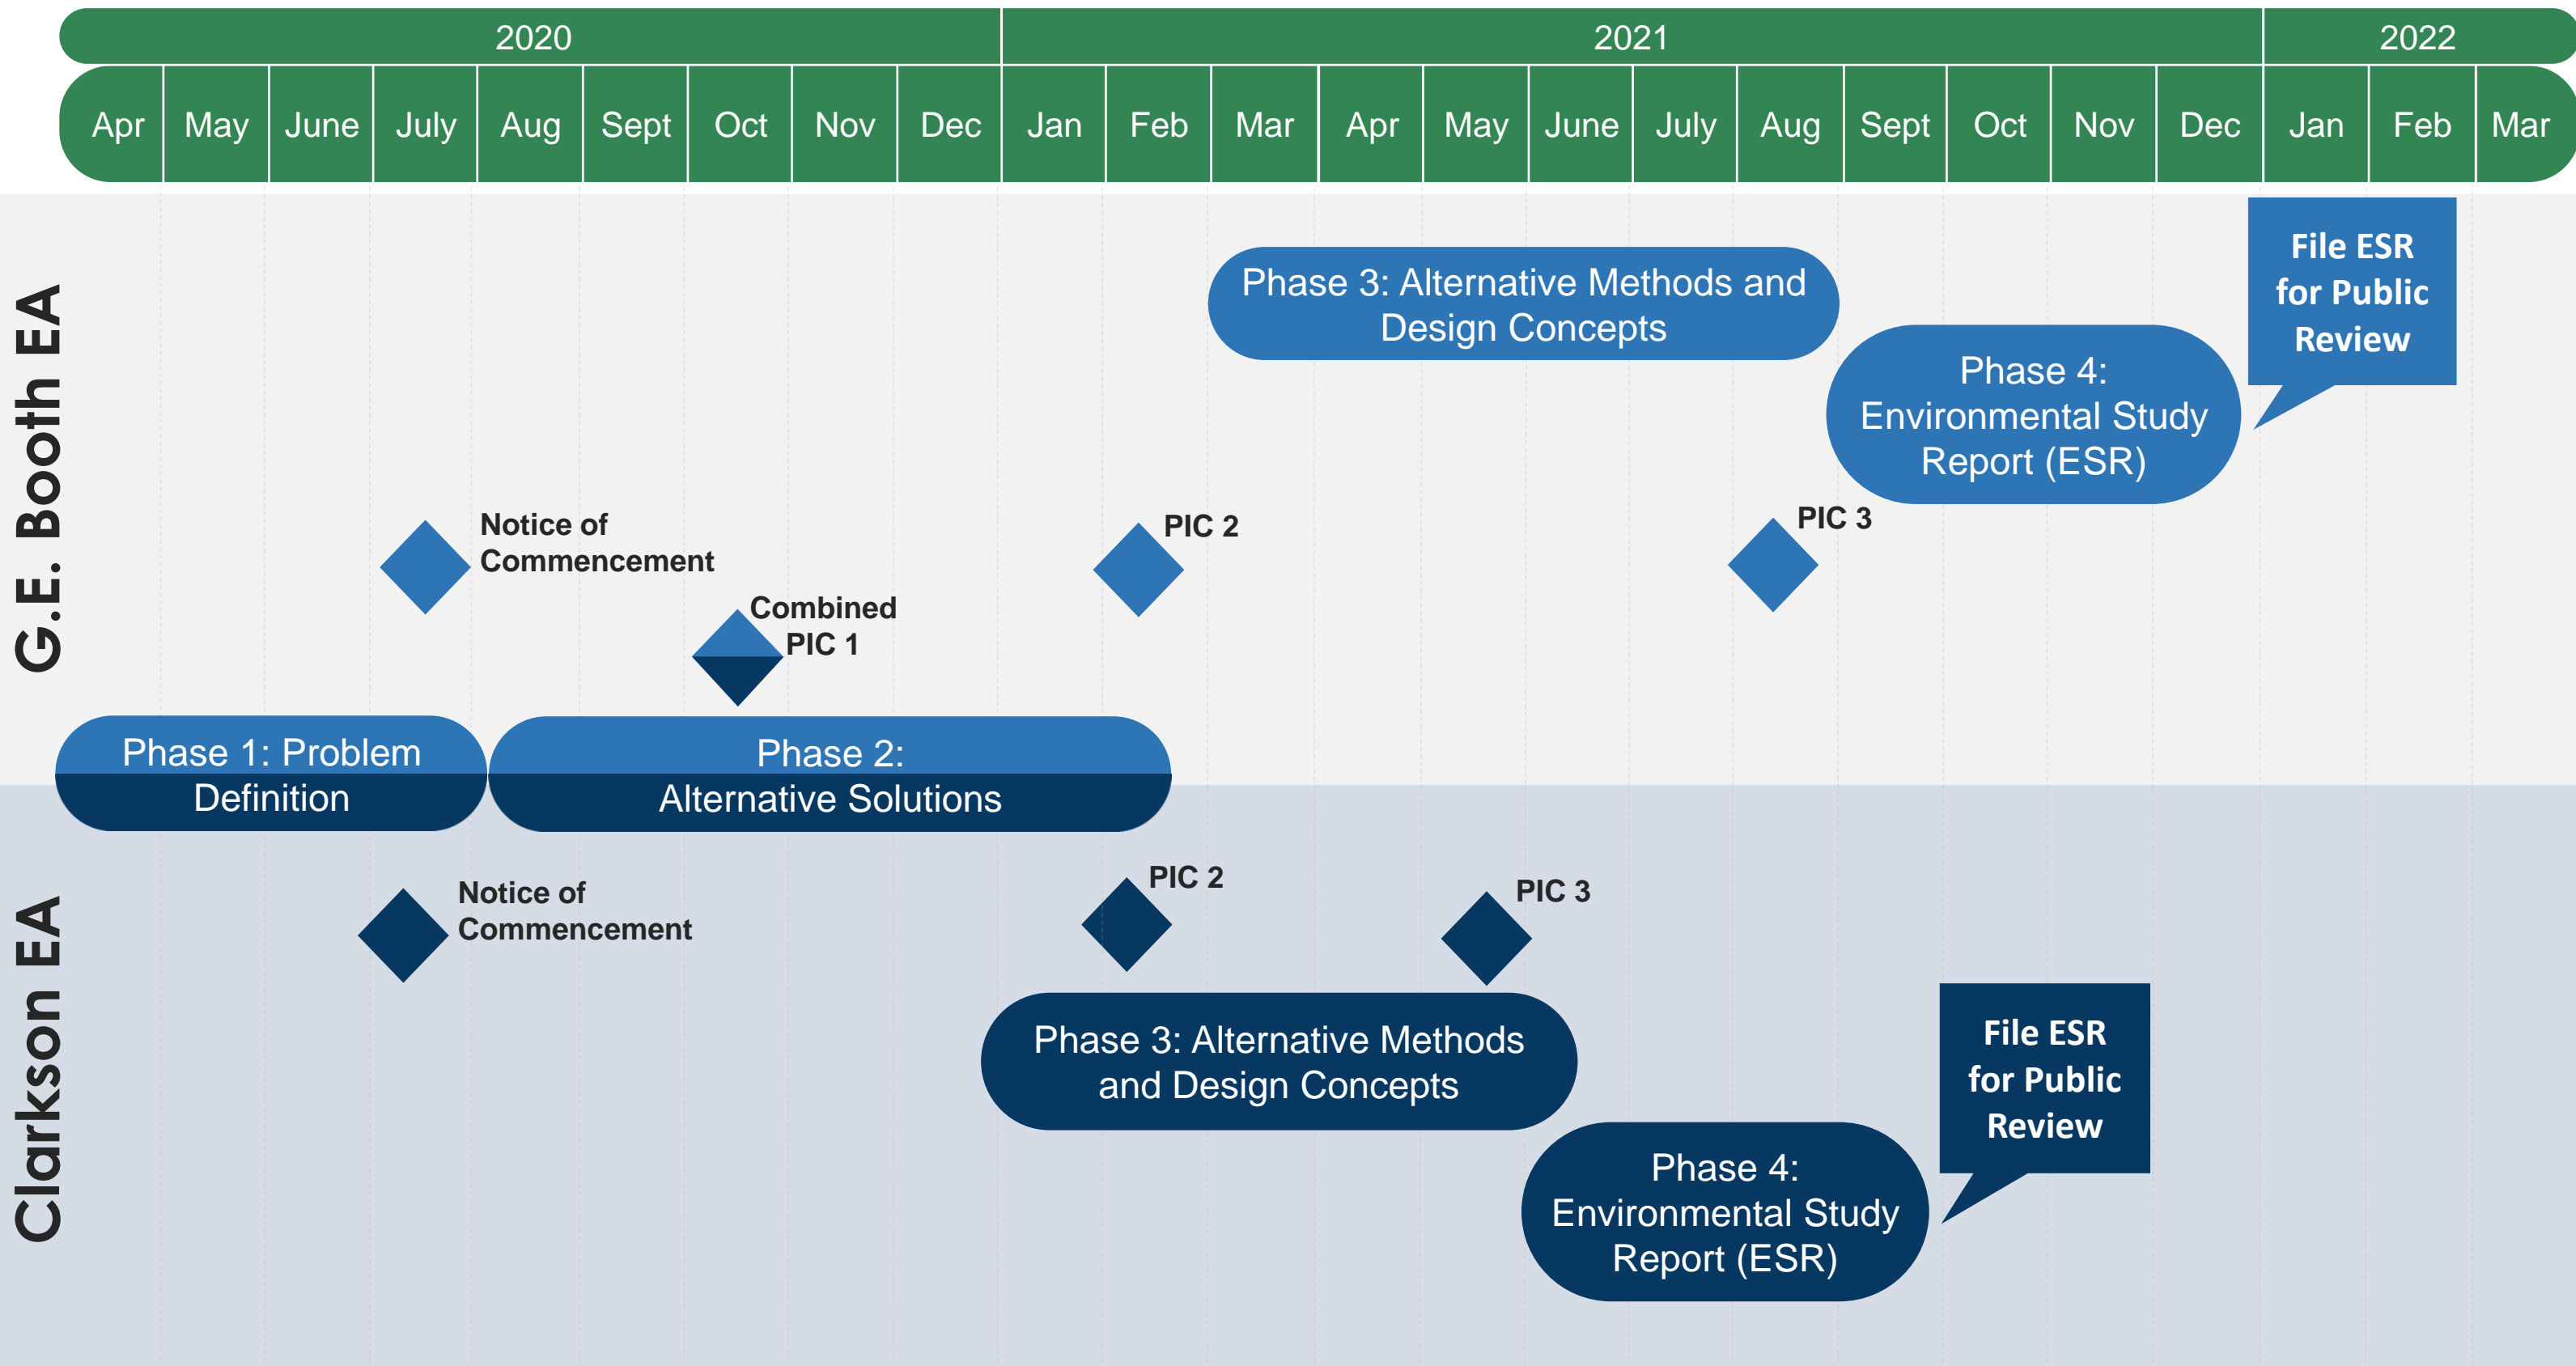 2020
2021
2022
Apr
May
June
July
Aug
Sept
Oct
Nov
Dec
Jan
Feb
Mar
Apr
May
June
July
Aug
Sept
Oct
Nov
Dec
Jan
Feb
Mar
G.E. Booth EA
Phase 3: Alternative Methods and
Design Concepts
File ESR
for Public
Review
Phase 4:
Environmental Study
Report (ESR)
Notice of
Commencement
PIC 2
PIC 3
Combined
PIC 1
Phase 1: Problem
Definition
Phase 2:
Alternative Solutions
Clarkson EA
Notice of
Commencement
PIC 2
PIC 3
Phase 3: Alternative Methods
and Design Concepts
File ESR
for Public
Review
Phase 4:
Environmental Study
Report (ESR)